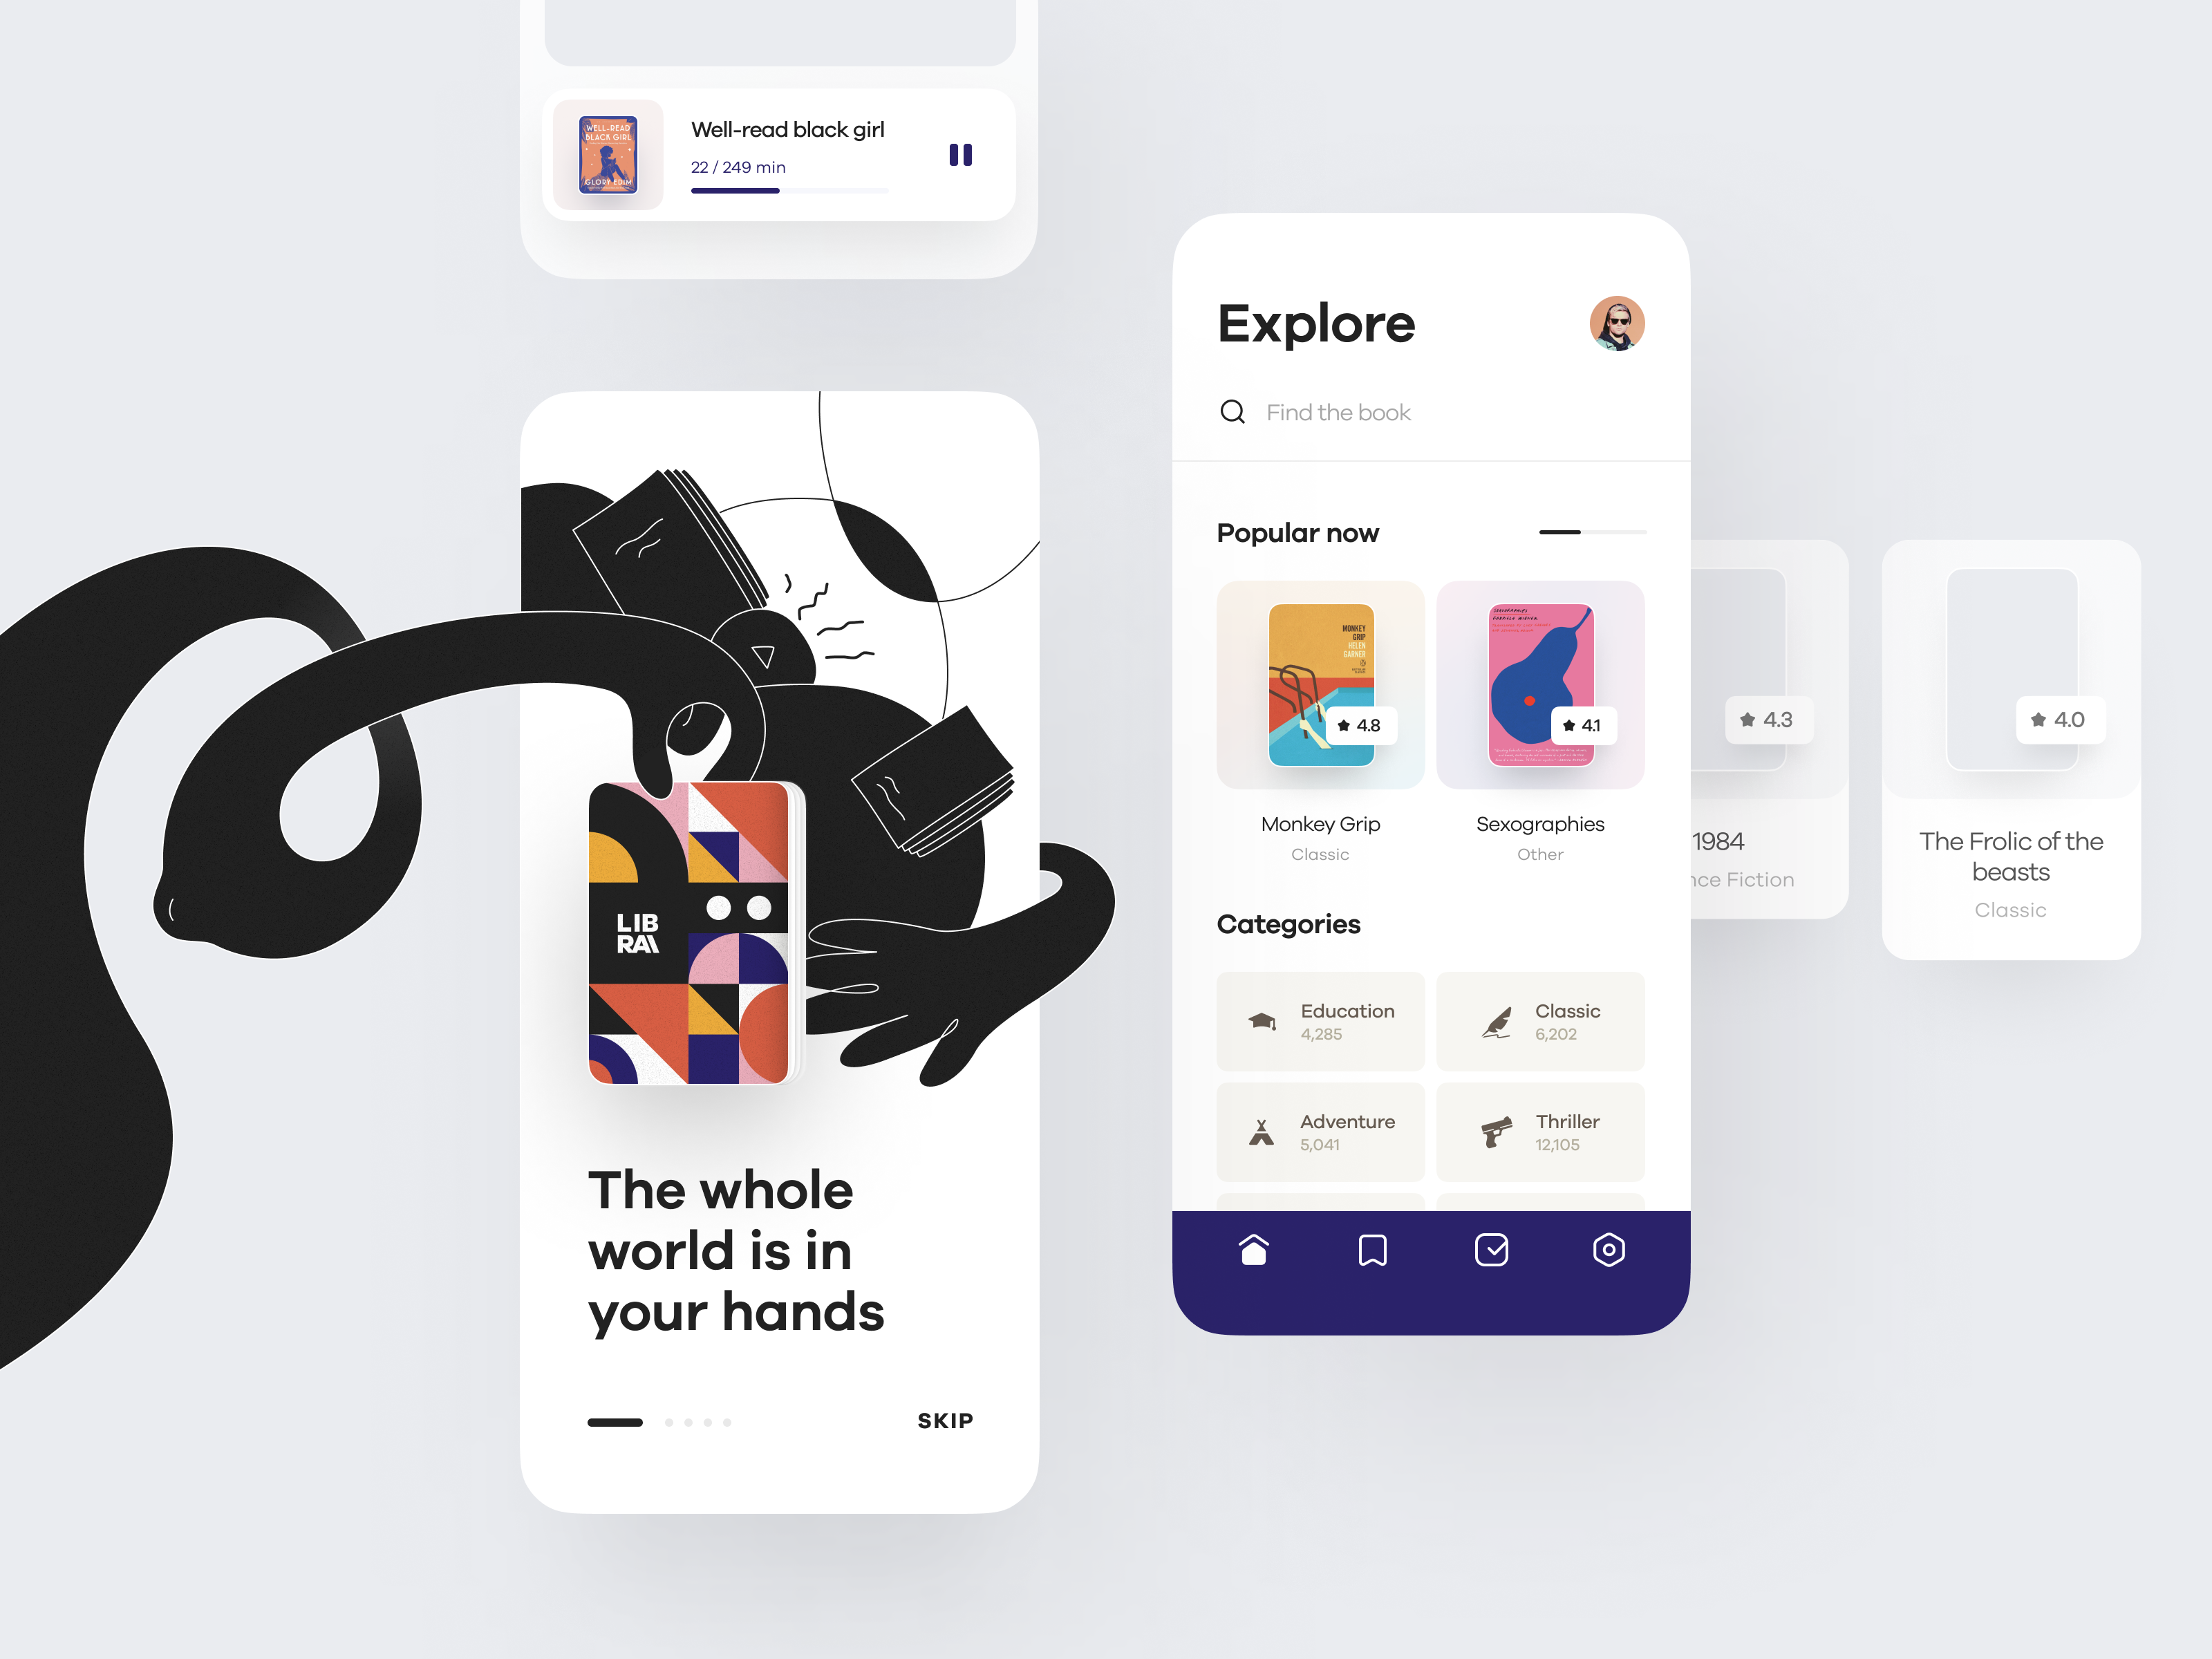 WELL-READ
BLACK GIRL
GLORY EDIM
Well-read black girl
22 / 249 min
LIB
RA
The whole
world is in
your hands
SKIP
Explore
Find the book
Popular now
MONKEY
GRIP
HELEN
GARNER
4.8
SEXOGRAPHIES
GABRIELA WIENER
4.1
Monkey Grip
Classic
Sexographies
Other
Categories
Education
4,285
Classic
6,202
Adventure
5,041
Thriller
12,105
4.3
1984
nce Fiction
4.0
The Frolic of the
beasts
Classic